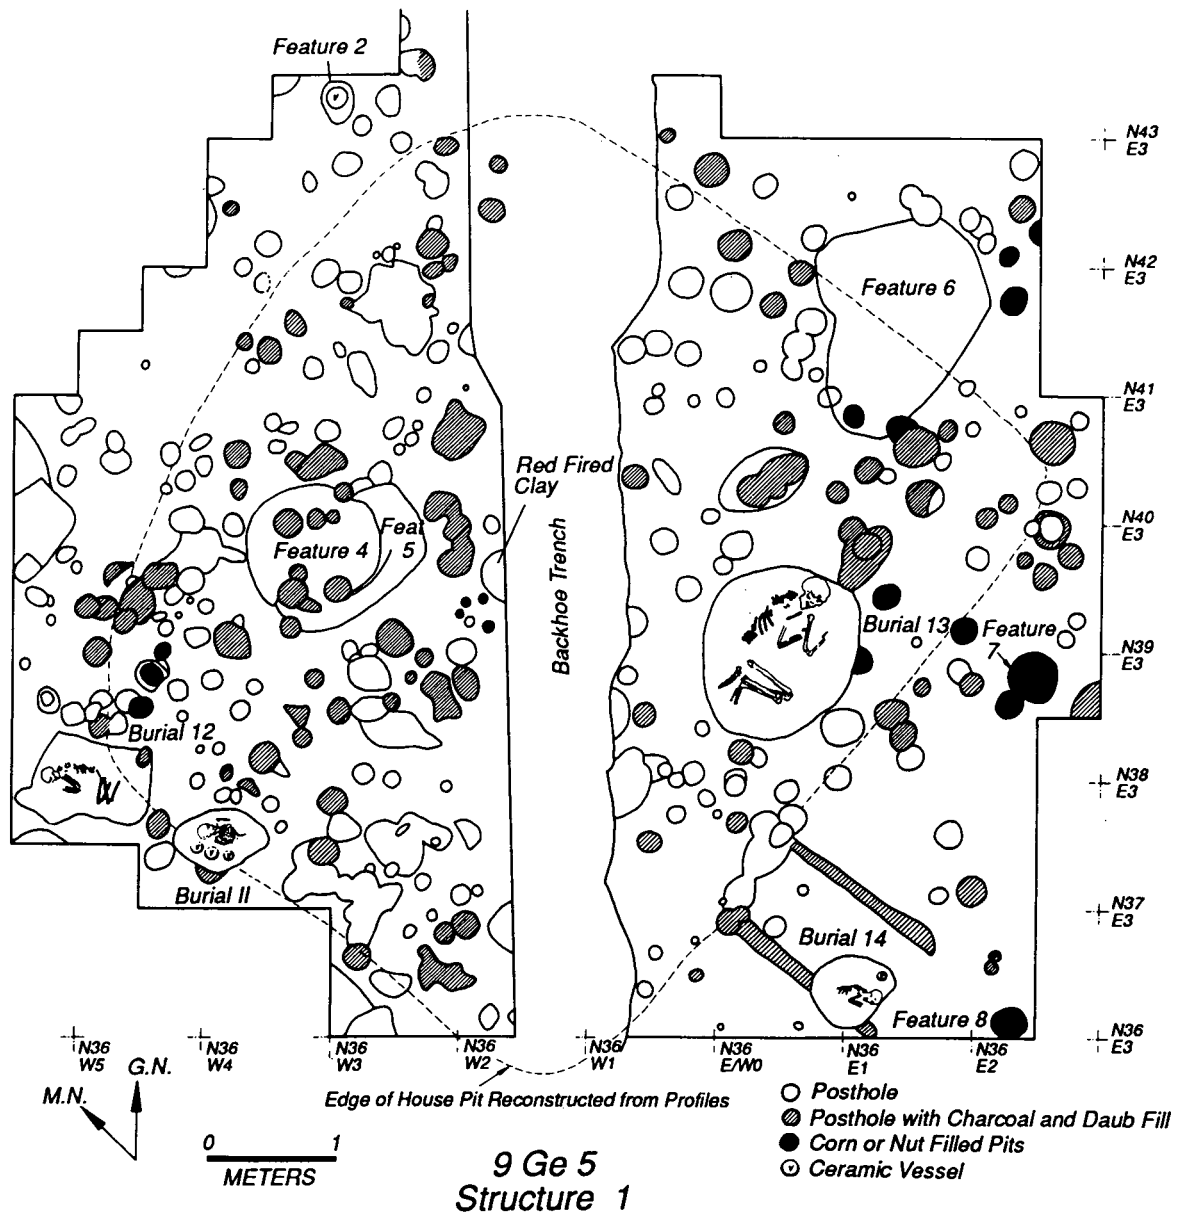 Feature 2
N43
E3
N42
E3
Feature 6
N41
E3
Red Fired
Clay
Feat
5
Feature 4
N40
E3
Backhoe Trench
Burial 13
Feature
7
N39
E3
Burial 12
N38
E3
Burial II
N37
E3
Burial 14
Feature 8
N36
E3
N36
W5
N36
W4
N36
W3
N36
W2
N36
W1
N36
E/W0
N36
E1
N36
E2
G.N.
M.N.
Edge of House Pit Reconstructed from Profiles
Posthole
Posthole with Charcoal and Daub Fill
Corn or Nut Filled Pits
Ceramic Vessel
0 1
METERS
9 Ge 5
Structure 1